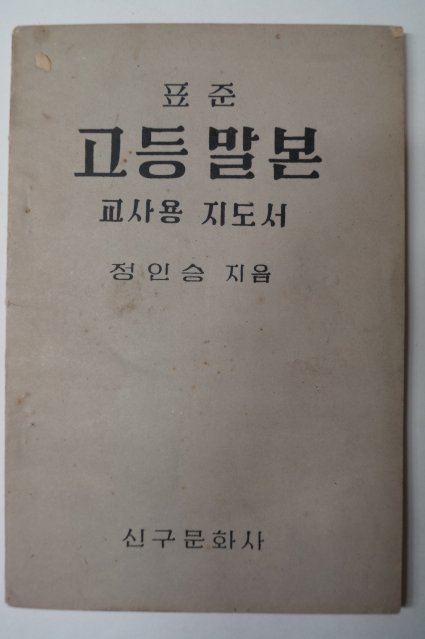 표준
고등말본
교사용 지도서
정인승 지음
신구문화사